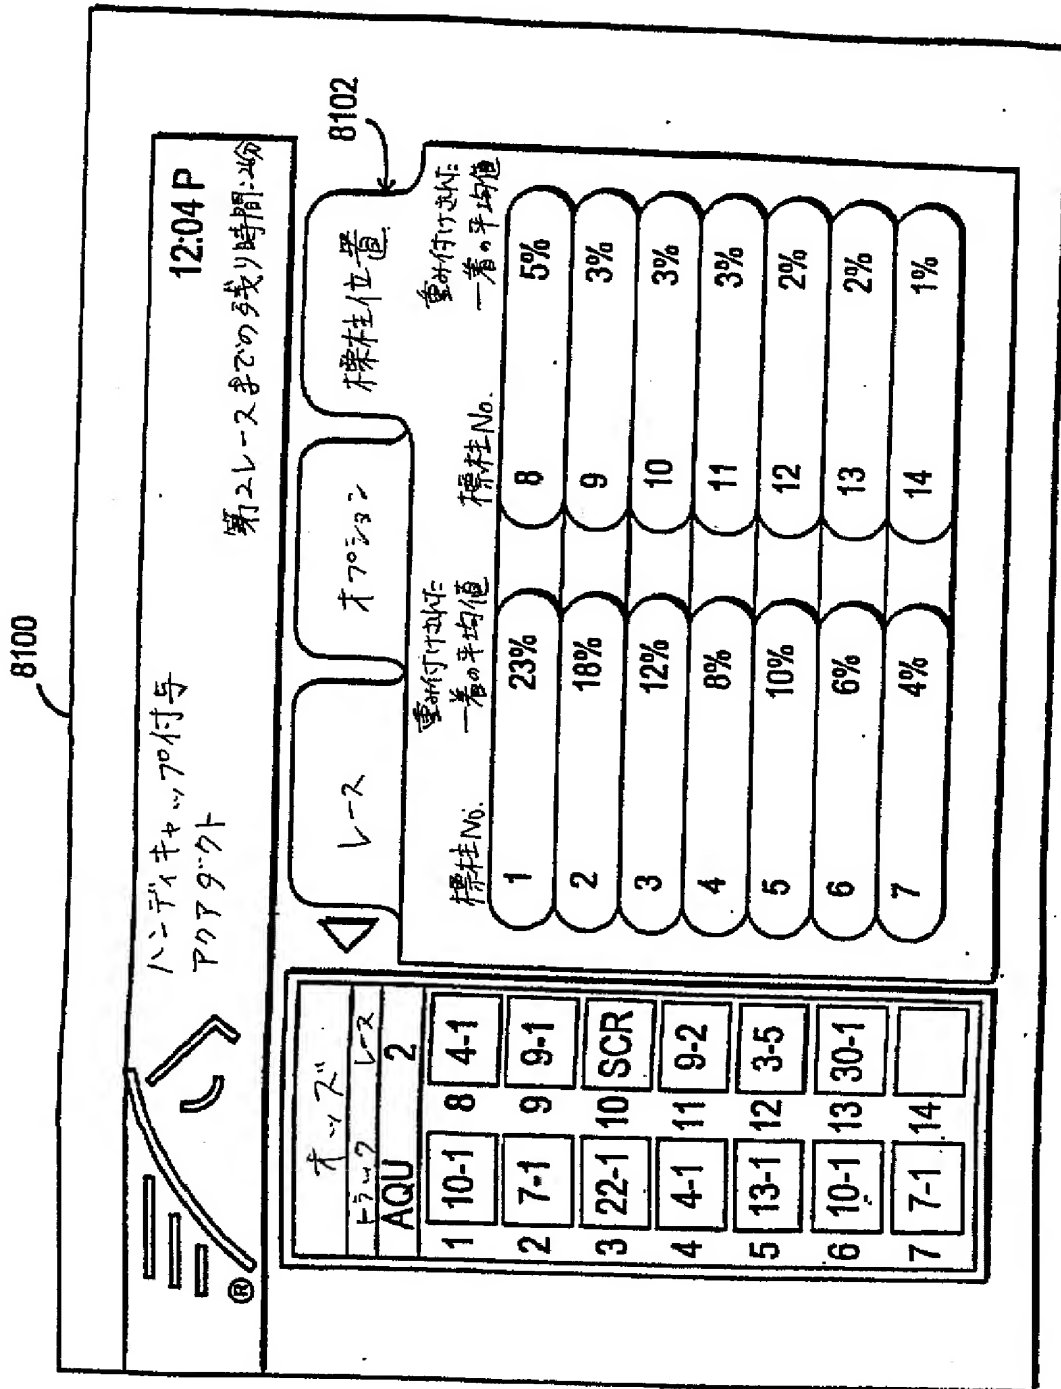 8100
ハンディキャップ付与
アクアダクト
12:04 P
第2レースまでの残り時間:
®
オッズ
トラック レース
AQU 2
1 10-1 8 4-1
2 7-1 9 9-1
3 22-1 10 SCR
4 4-1 11 9-2
5 13-1 12 3-5
6 10-1 13 30-1
7 7-1 14
レース
オプション
標柱位置
8102
標柱No.
重み付けされた
一着の平均値
標柱No.
重み付けされた
一着の平均値
1 23% 8 5%
2 18% 9 3%
3 12% 10 3%
4 8% 11 3%
5 10% 12 2%
6 6% 13 2%
7 4% 14 1%